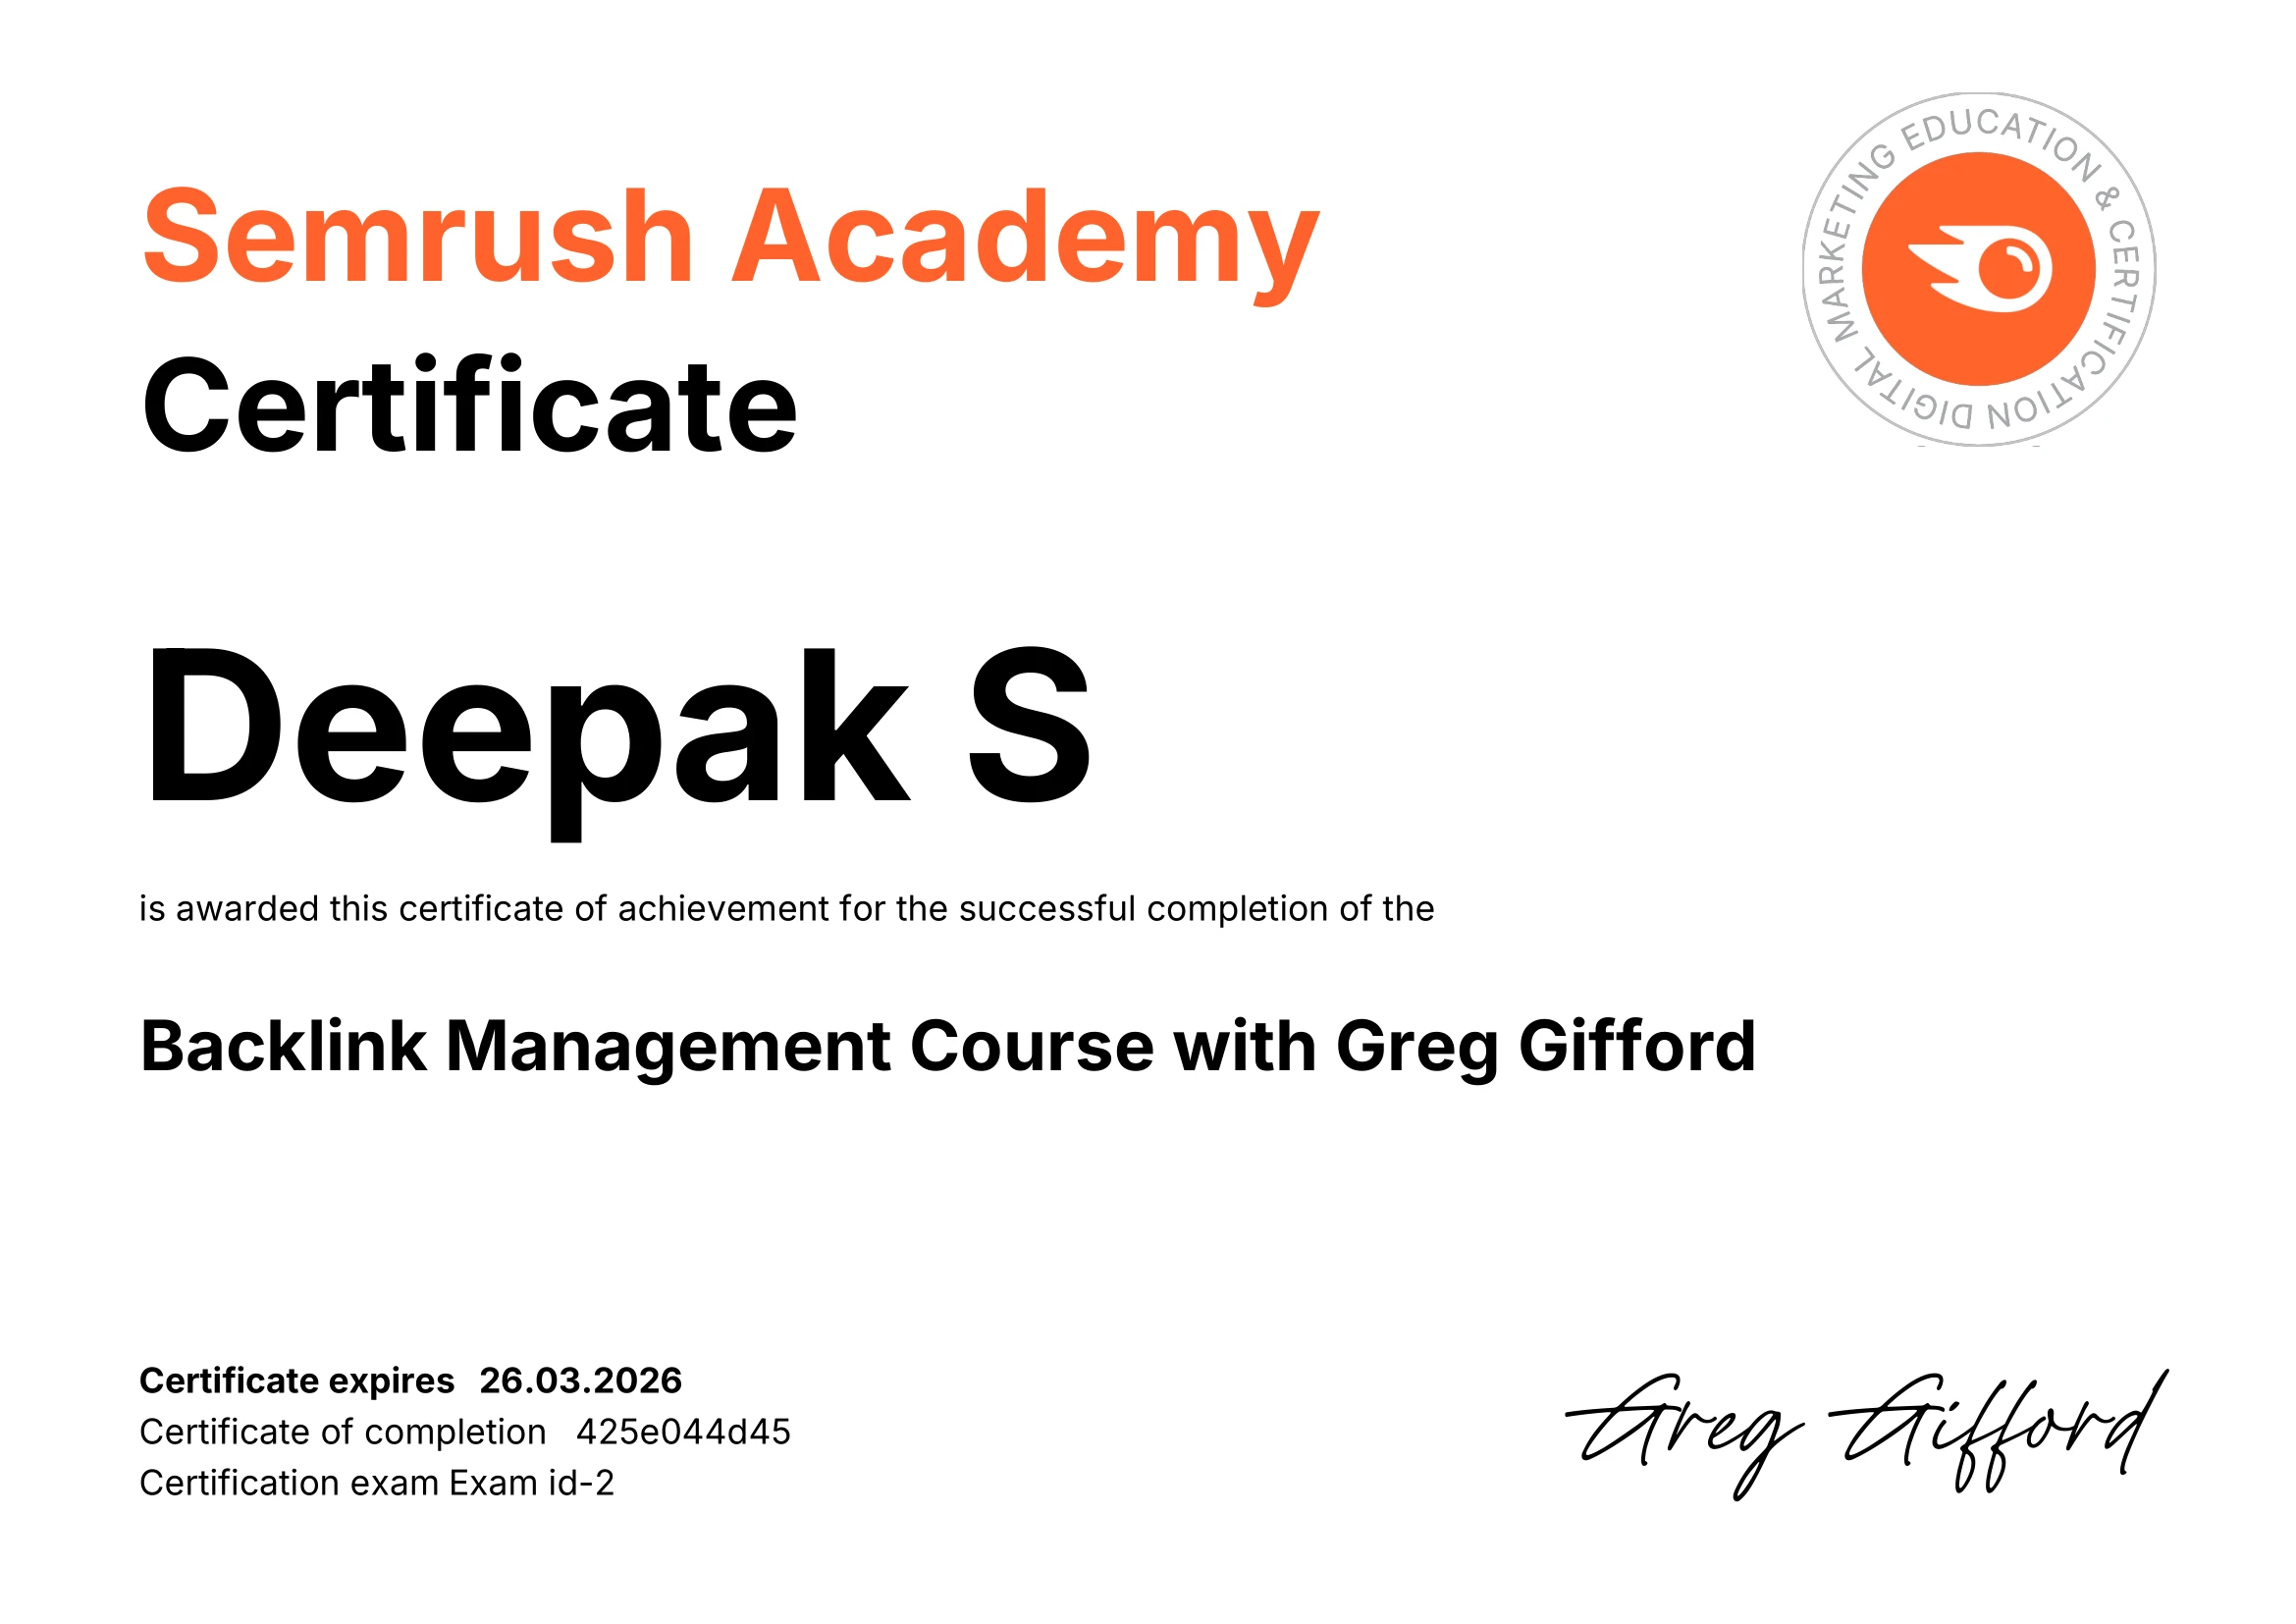 Semrush Academy
Certificate
DIGITAL MARKETING EDUCATION & CERTIFICATION
Deepak S
is awarded this certificate of achievement for the successful completion of the
Backlink Management Course with Greg Gifford
Certificate expires 26.03.2026
Certificate of completion 425e044d45
Certification exam Exam id-2
Greg Gifford